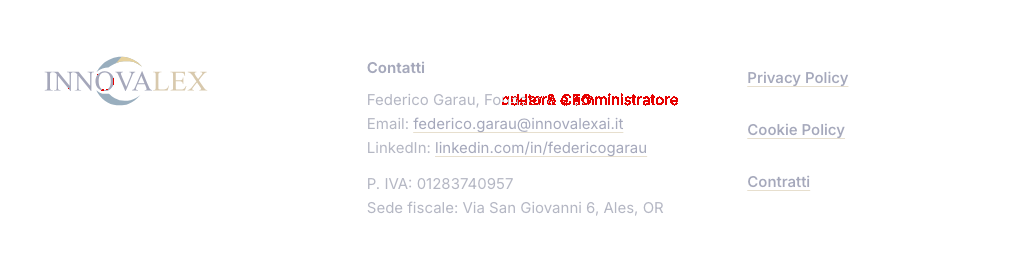 INNOVALEX
Contatti
Federico Garau,
Email: federico.garau@innovalexai.it
LinkedIn: linkedin.com/in/federicogarau
P. IVA: 01283740957
Sede fiscale: Via San Giovanni 6, Ales, OR
Privacy Policy
Cookie Policy
Contratti